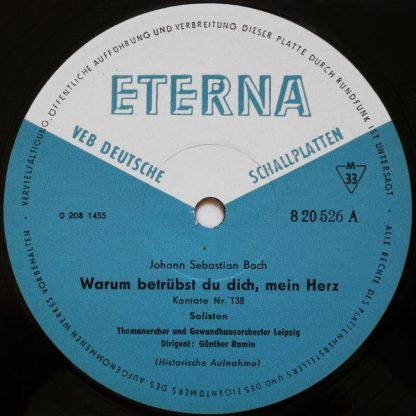 VERVIELFÄLTIGUNG, ÖFFENTLICHE AUFFÜHRUNG UND VERBREITUNG DIESER PLATTE DURCH RUNDFUNK IST UNTERSAGT ·
ETERNA
VEB DEUTSCHE SCHALLPLATTEN
M
33
0 203 1455
8 20 526 A
Johann Sebastian Bach
Warum betrübst du dich, mein Herz
Kantate Nr. 138
Solisten
Thomanerchor und Gewandhausorchester Leipzig
Dirigent: Günther Ramin
(Historische Aufnahme)
ALLE RECHTE DES PLATTENHERSTELLERS UND DES EIGENTÜMERS DES AUFGENOMMENEN WERKES VORBEHALTEN ·